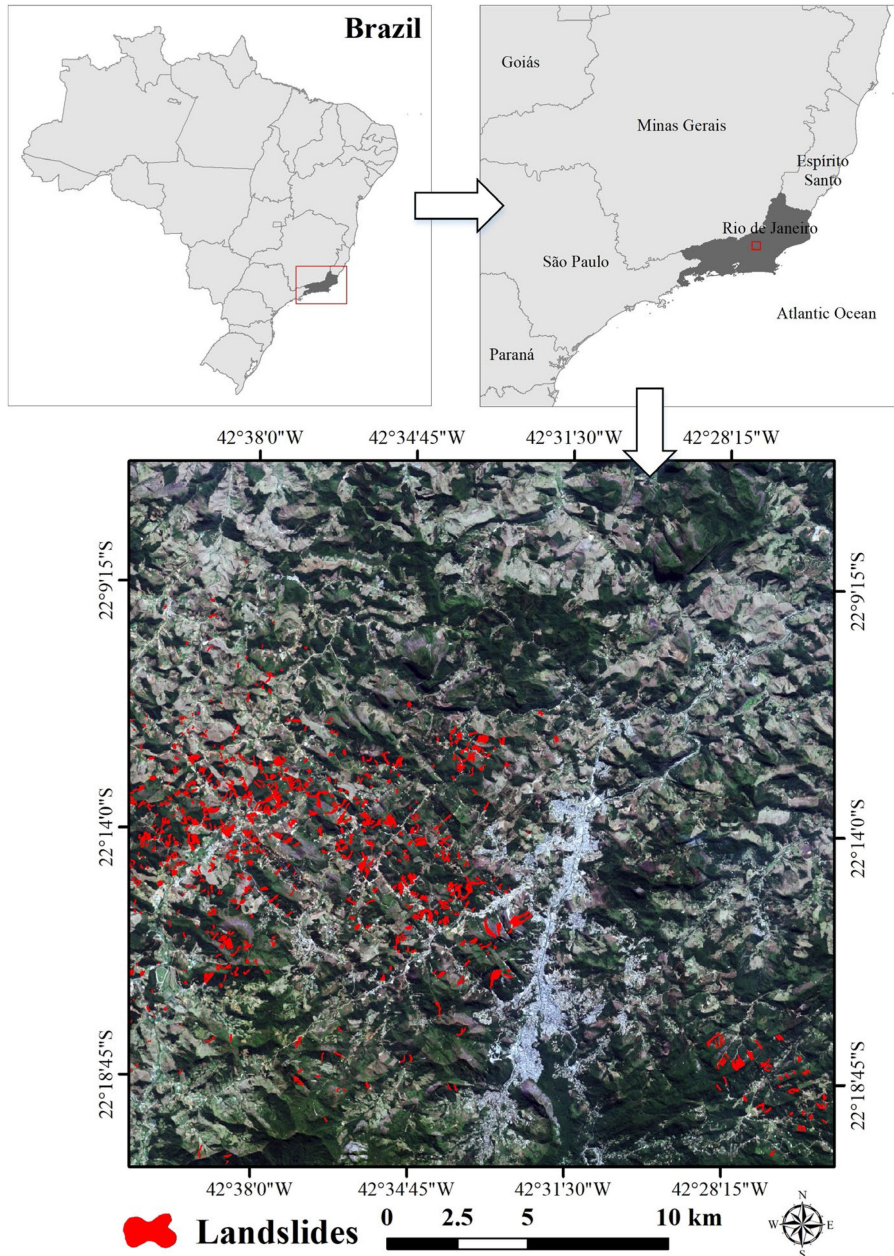 Brazil
Goiás
Minas Gerais
Espírito
Santo
Rio de Janeiro
São Paulo
Atlantic Ocean
Paraná
42°38'0"W 42°34'45"W 42°31'30"W 42°28'15"W
22°9'15"S 22°9'15"S
22°14'0"S 22°14'0"S
22°18'45"S 22°18'45"S
42°38'0"W 42°34'45"W 42°31'30"W 42°28'15"W
Landslides
0 2.5 5 10 km
N
W E
S